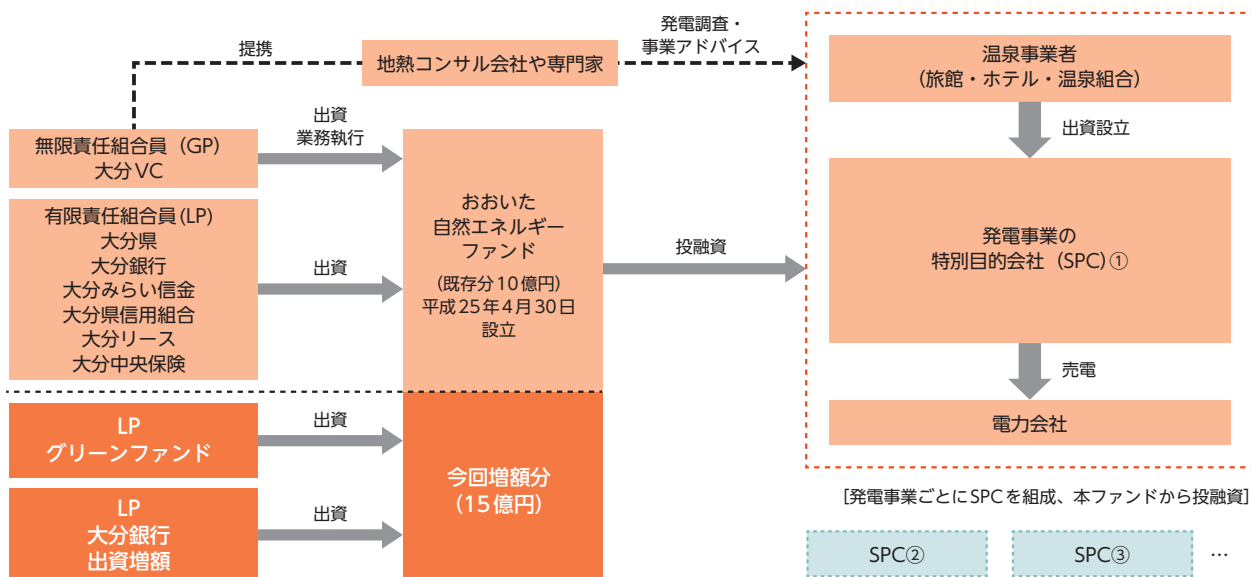 提携
地熱コンサル会社や専門家
発電調査・
事業アドバイス
無限責任組合員（GP）
大分VC
出資
業務執行
有限責任組合員(LP)
大分県
大分銀行
大分みらい信金
大分県信用組合
大分リース
大分中央保険
出資
おおいた
自然エネルギー
ファンド
(既存分10億円)
平成25年4月30日
設立
投融資
温泉事業者
（旅館・ホテル・温泉組合）
出資設立
発電事業の
特別目的会社（SPC）①
売電
電力会社
LP
グリーンファンド
出資
LP
大分銀行
出資増額
出資
今回増額分
（15億円）
[発電事業ごとにSPCを組成、本ファンドから投融資]
SPC②
SPC③
…